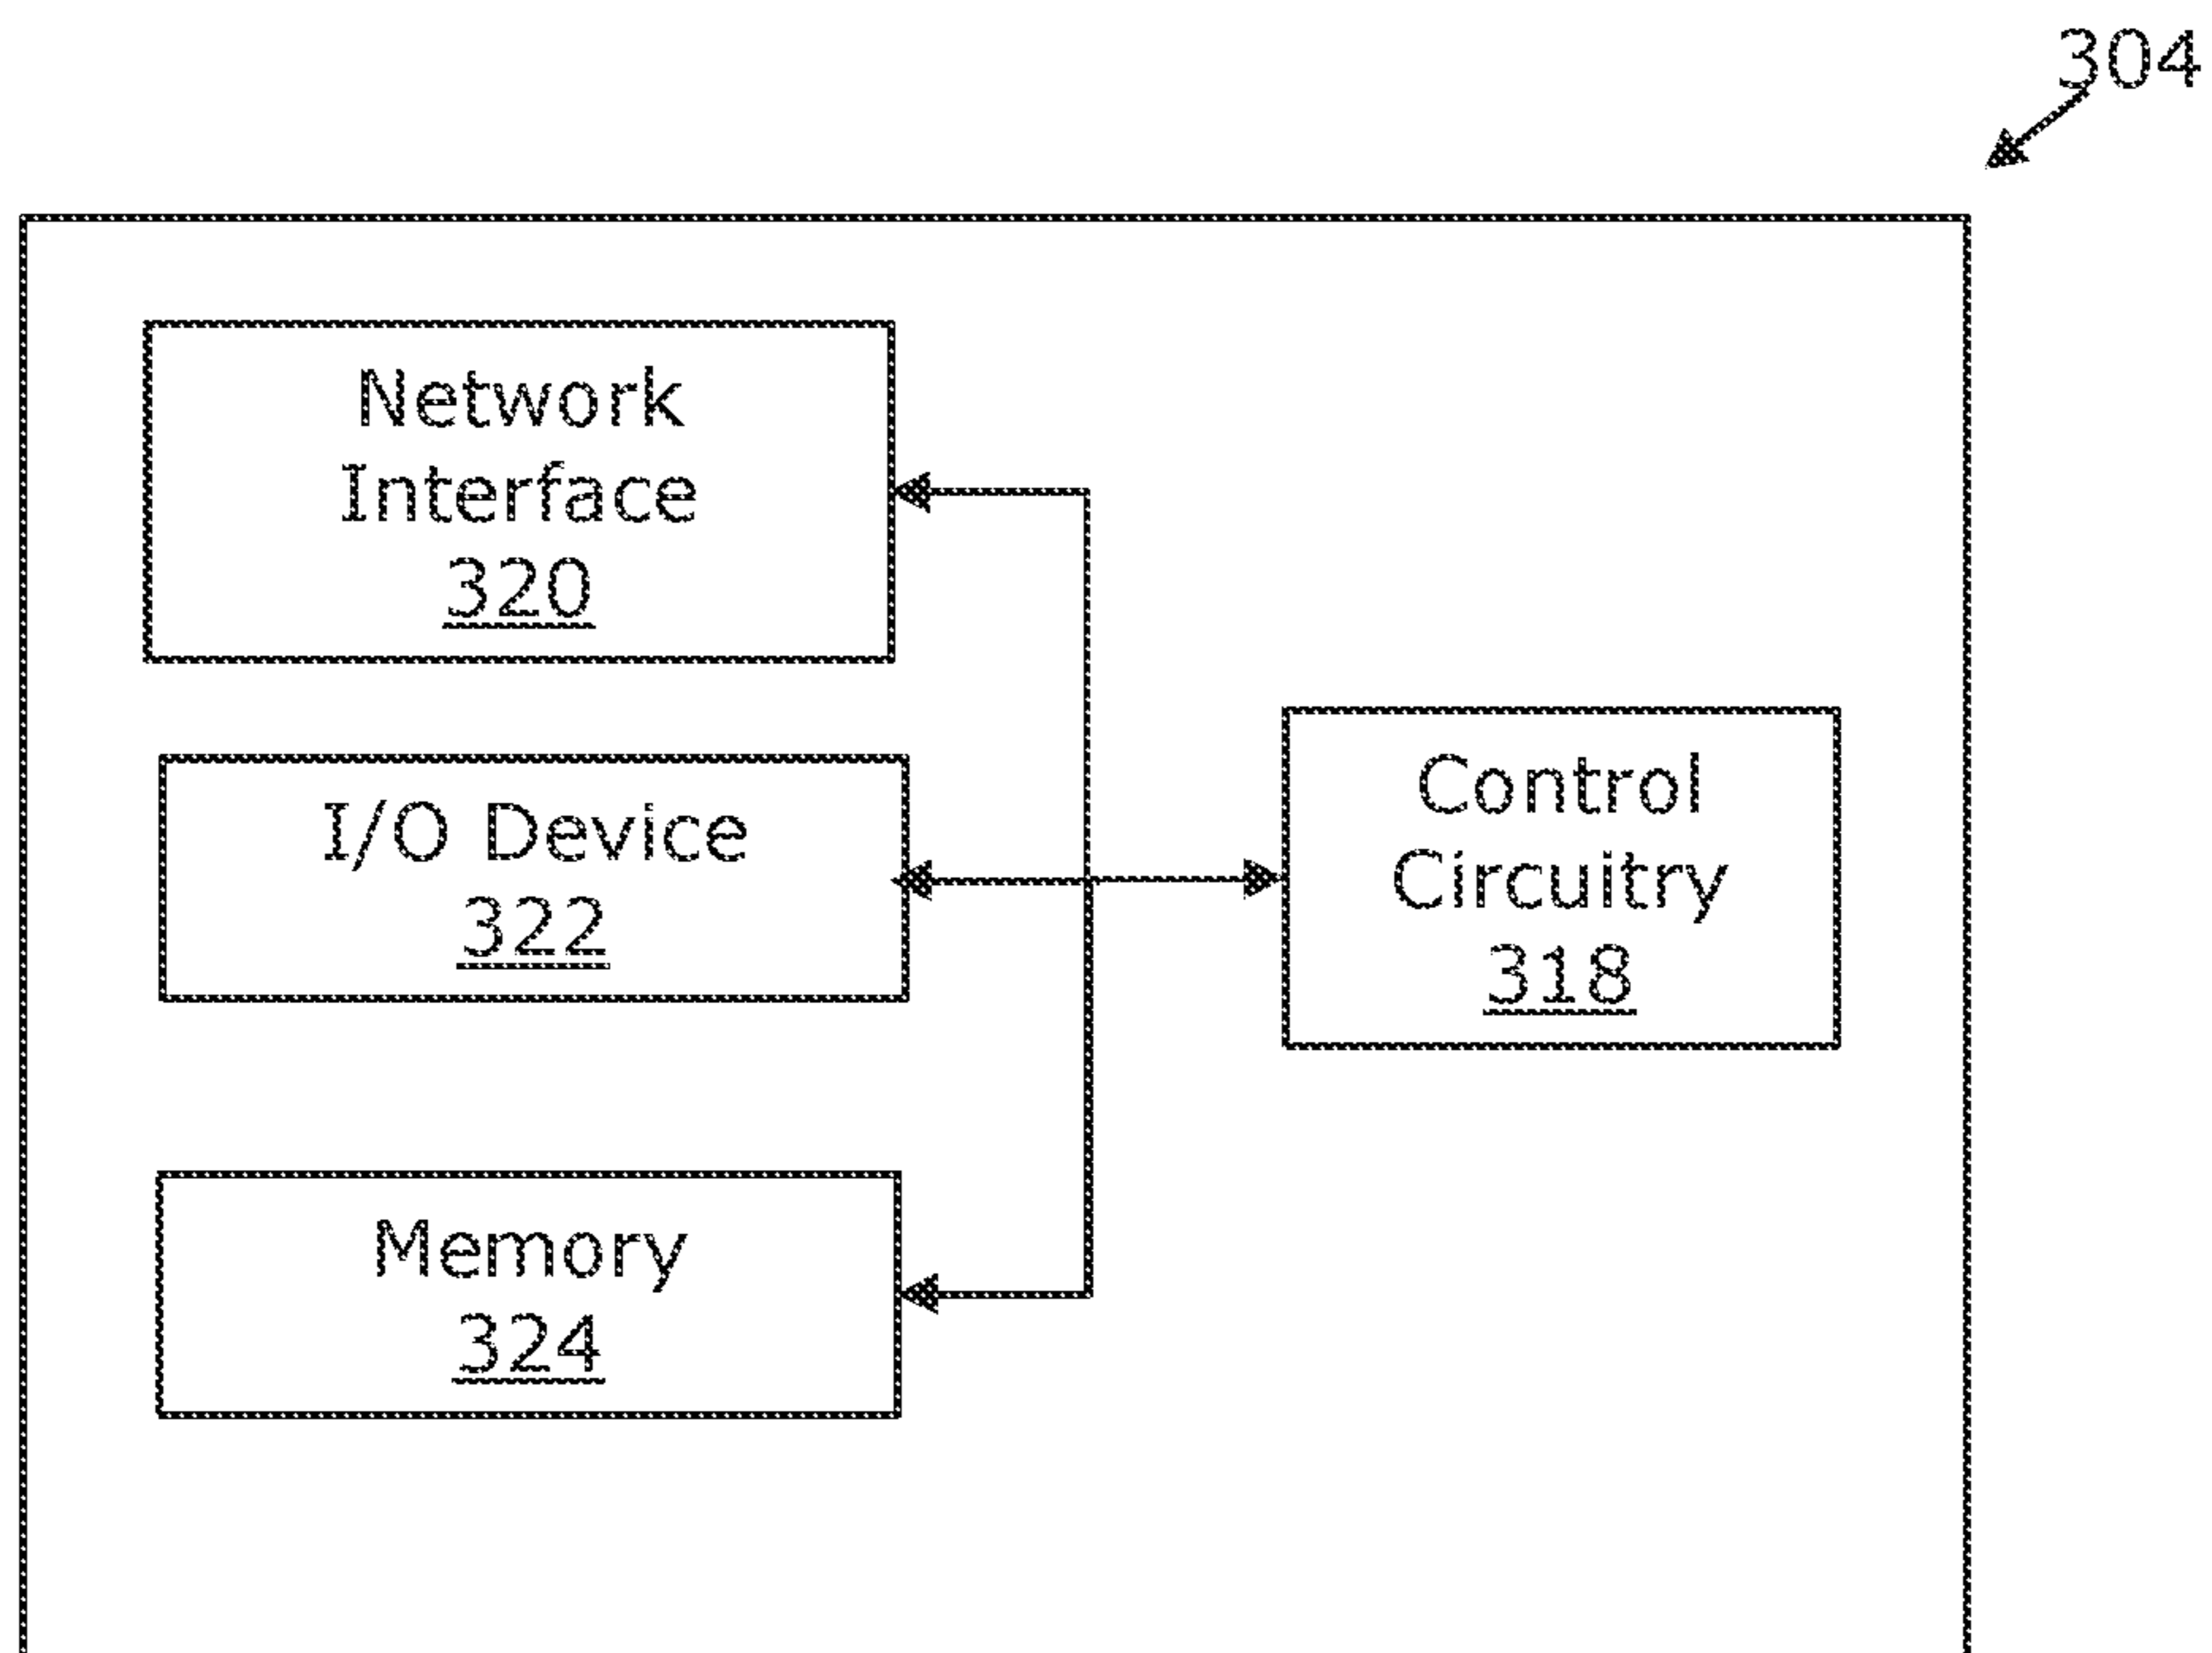 304
Network
Interface
320
I/O Device
322
Control
Circuitry
318
Memory
324